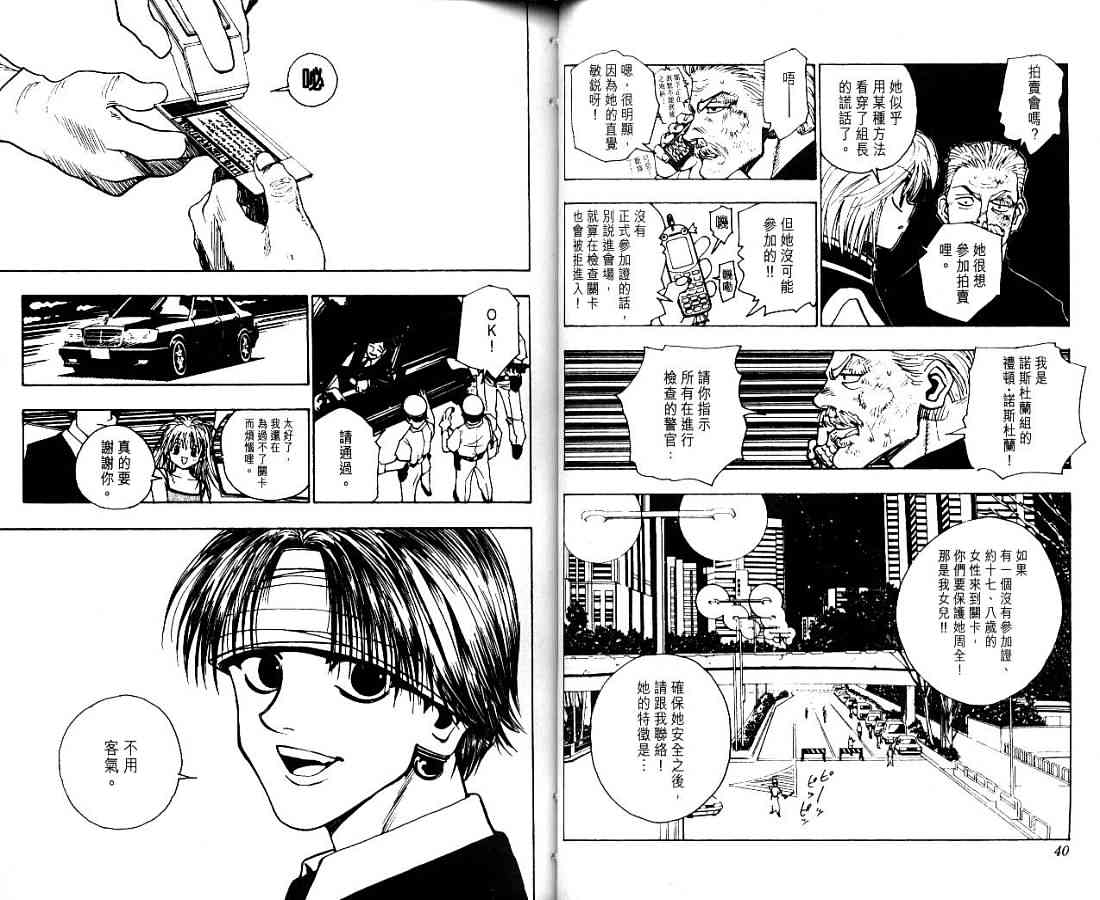 拍賣會嗎？
她很想
參加拍賣
哩。
她似乎
用某種方法
看穿了組長
的謊話了。
唔
嗯，很明顯，
因為她的直覺
敏銳呀！
但她沒可能
參加的!!
嘰
嘰嘞
沒有
正式參加證的話，
別說進會場，
就算在檢查關卡
也會被拒進入！
我是
諾斯杜蘭組的
禮頓・諾斯杜蘭！
請你指示
所有在進行
檢查的警官：
如果
有一個沒有參加證、
約十七、八歲的
女性來到關卡，
你們要保護她周全！
那是我女兒!!
確保她安全之後，
請跟我聯絡！
她的特徵是…
ピピーッ
ピーッ
40
嗶
OK！
請通過。
太好了，
我還在
為過不了關卡
而煩惱哩。
真的要
謝謝你。
不用
客氣。